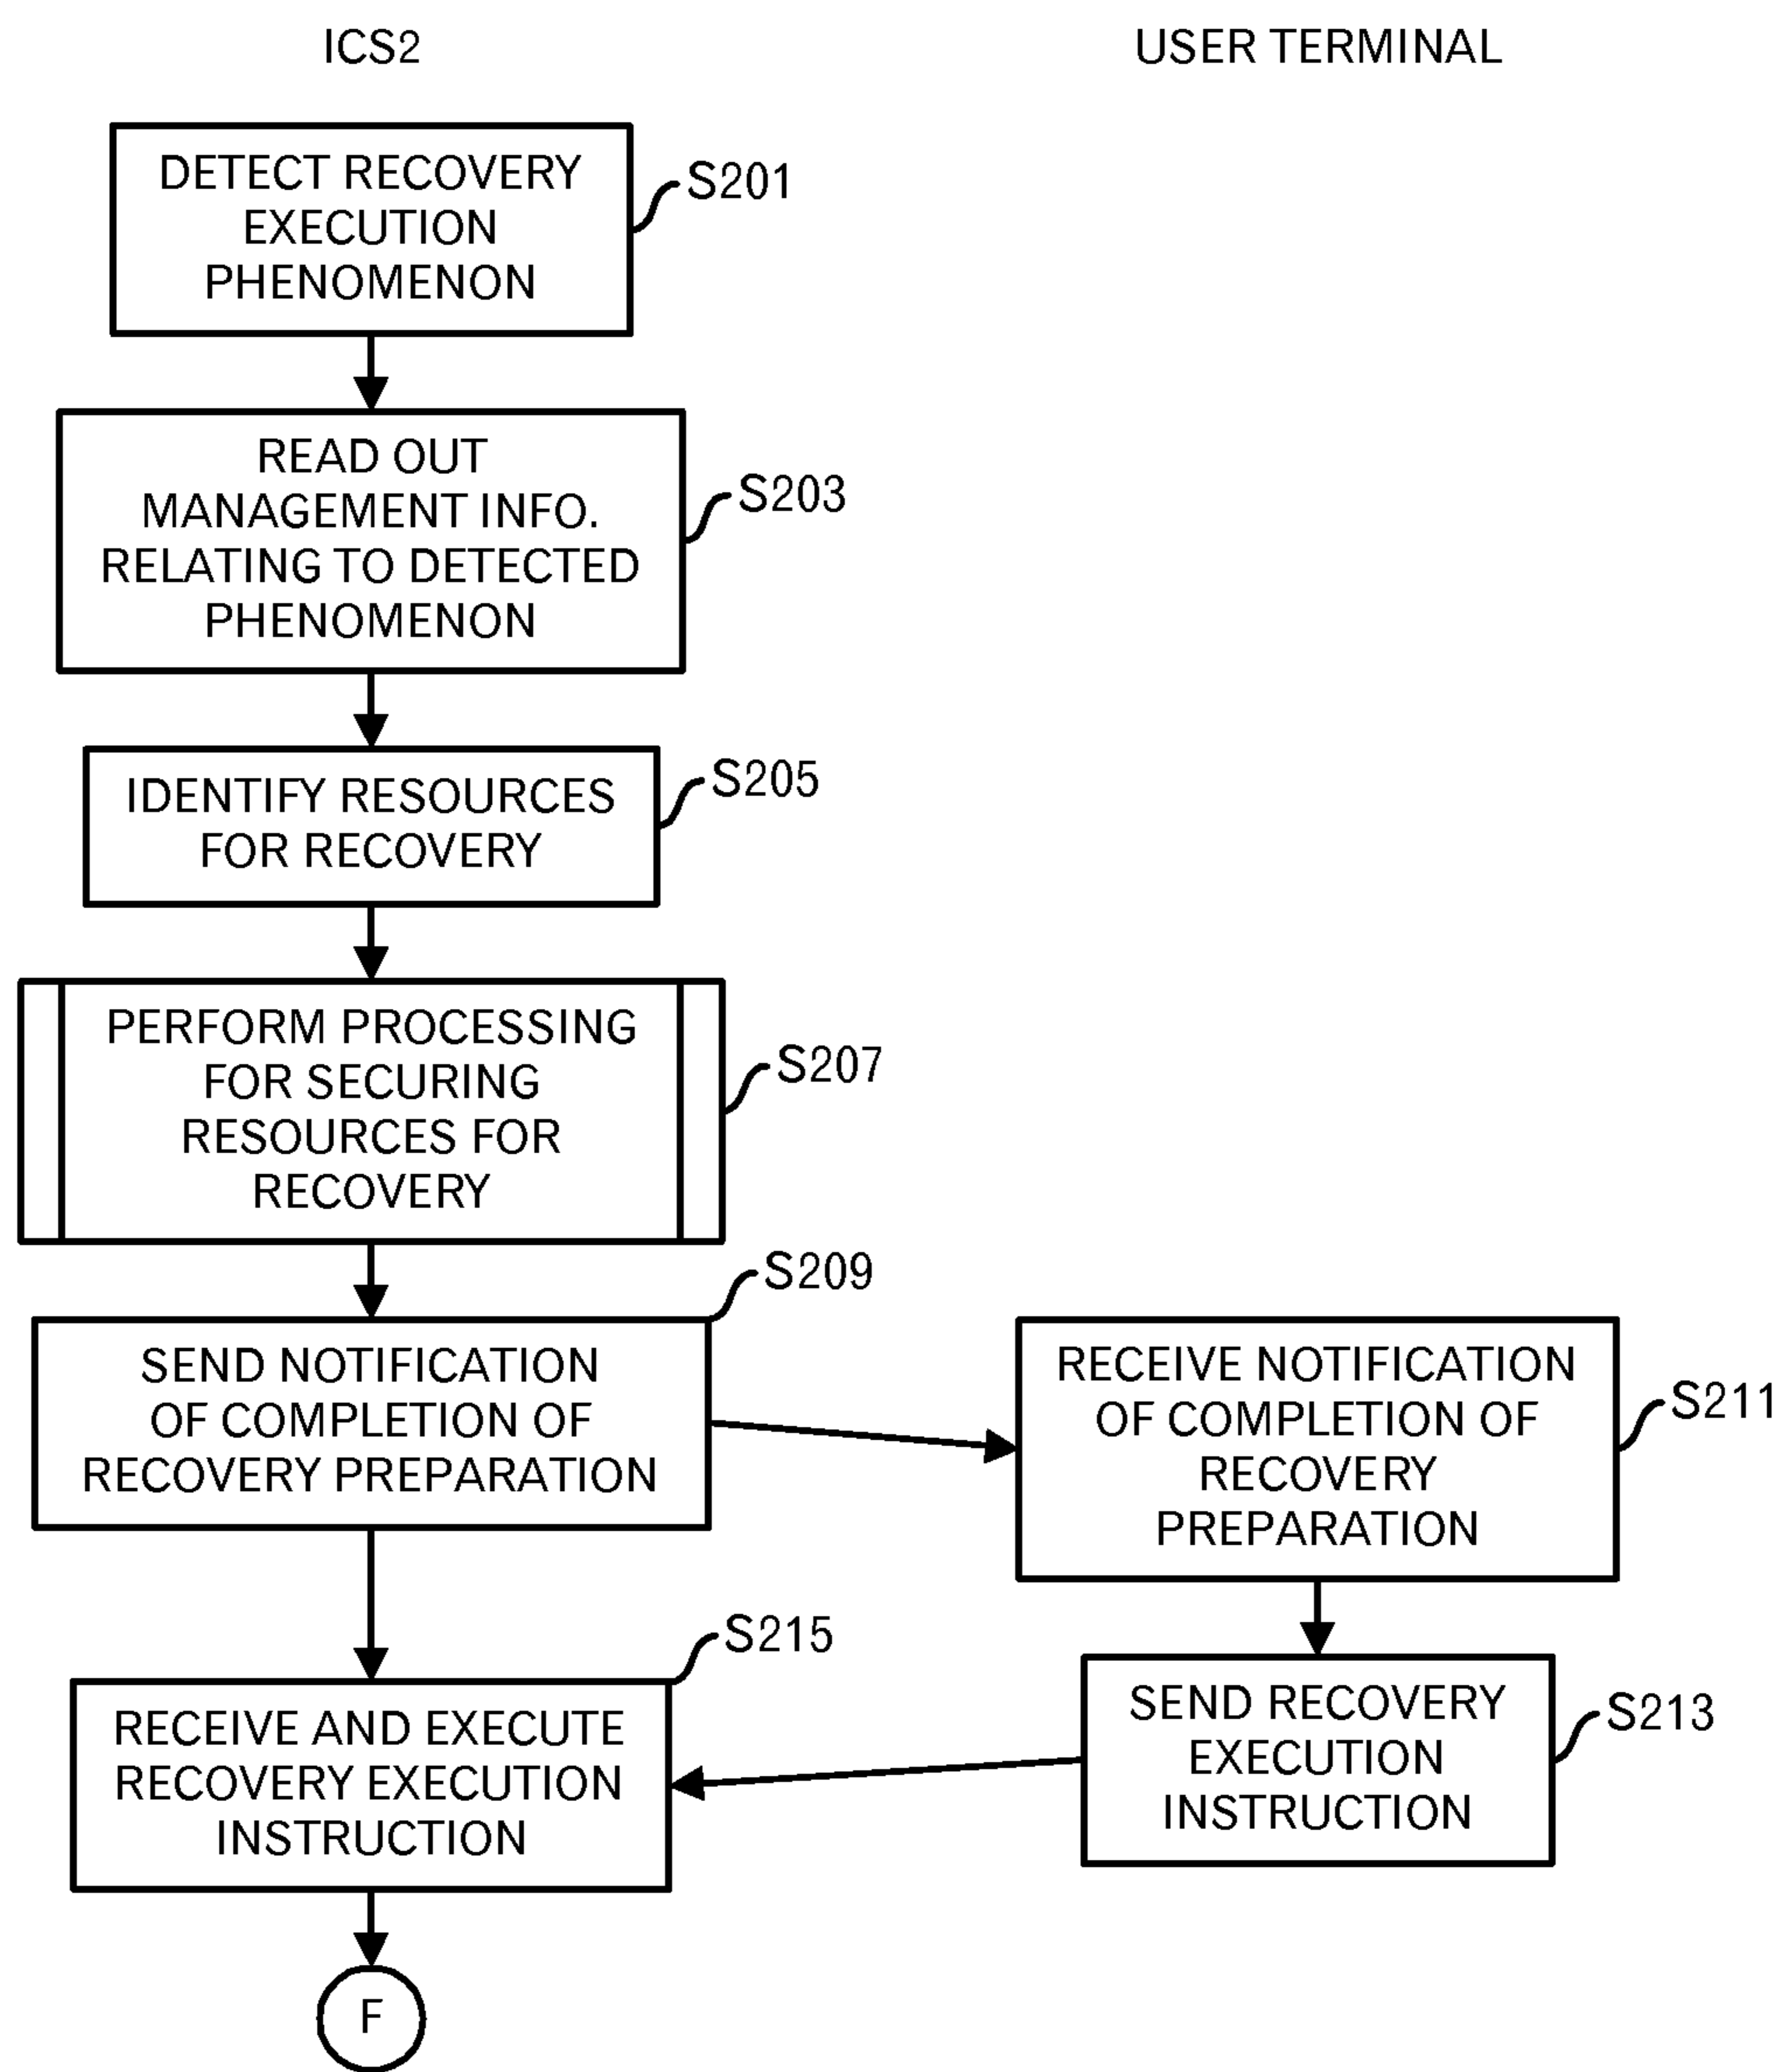 ICS2
USER TERMINAL
DETECT RECOVERY
EXECUTION
PHENOMENON
S201
READ OUT
MANAGEMENT INFO.
RELATING TO DETECTED
PHENOMENON
S203
IDENTIFY RESOURCES
FOR RECOVERY
S205
PERFORM PROCESSING
FOR SECURING
RESOURCES FOR
RECOVERY
S207
SEND NOTIFICATION
OF COMPLETION OF
RECOVERY PREPARATION
S209
RECEIVE NOTIFICATION
OF COMPLETION OF
RECOVERY
PREPARATION
S211
SEND RECOVERY
EXECUTION
INSTRUCTION
S213
RECEIVE AND EXECUTE
RECOVERY EXECUTION
INSTRUCTION
S215
F